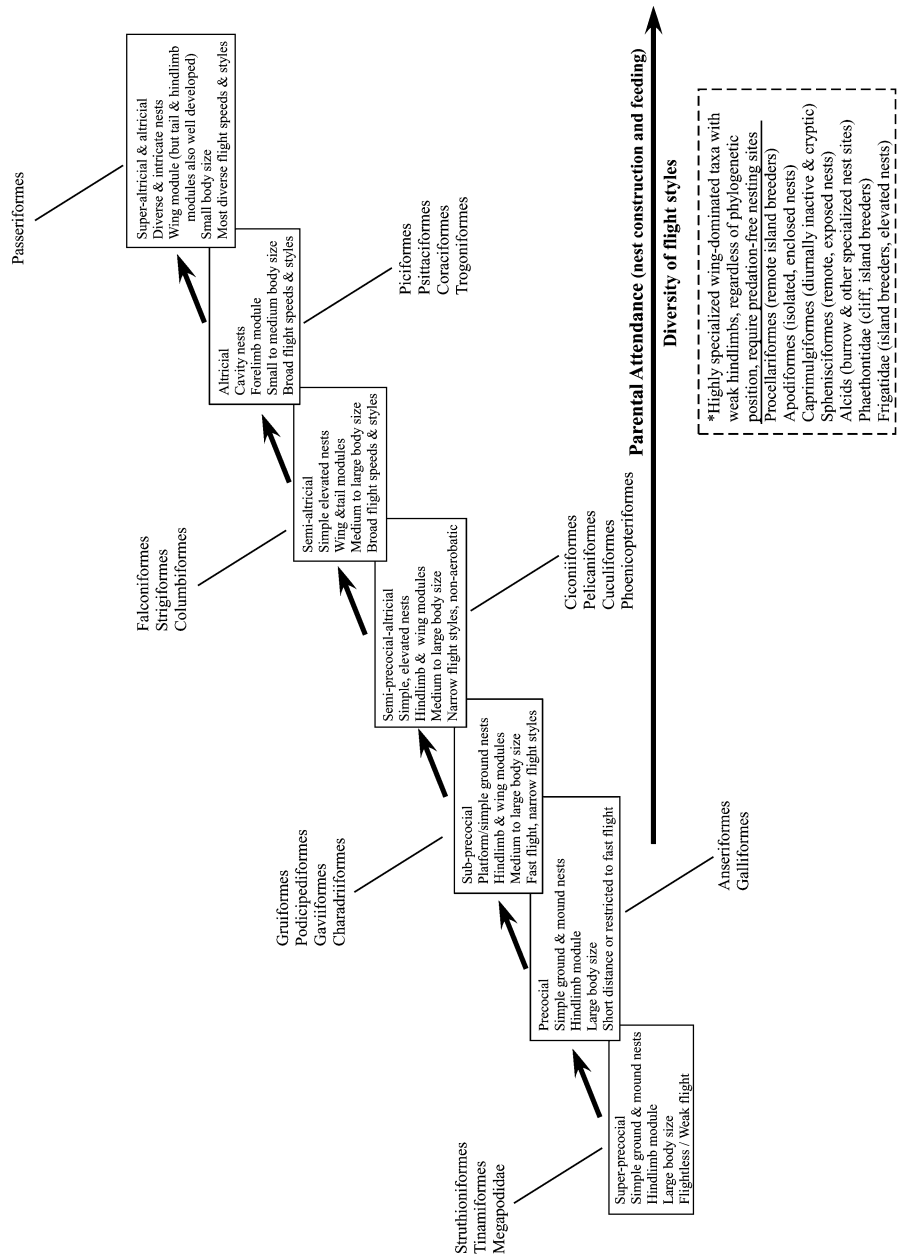 Passeriformes
Super-altricial & altricial
Diverse & intricate nests
Wing module (but tail & hindlimb
modules also well developed)
Small body size
Most diverse flight speeds & styles
Piciformes
Psittaciformes
Coraciformes
Trogoniformes
Altricial
Cavity nests
Forelimb module
Small to medium body size
Broad flight speeds & styles
Falconiformes
Strigiformes
Columbiformes
Semi-altricial
Simple elevated nests
Wing &tail modules
Medium to large body size
Broad flight speeds & styles
Ciconiiformes
Pelicaniformes
Cuculiformes
Phoenicopteriformes
Semi-precocial-altricial
Simple, elevated nests
Hindlimb & wing modules
Medium to large body size
Narrow flight styles, non-aerobatic
Gruiformes
Podicipediformes
Gaviiformes
Charadriiformes
Sub-precocial
Platform/simple ground nests
Hindlimb & wing modules
Medium to large body size
Fast flight, narrow flight styles
Anseriformes
Galliformes
Precocial
Simple ground & mound nests
Hindlimb module
Large body size
Short distance or restricted to fast flight
Struthioniformes
Tinamiformes
Megapodidae
Super-precocial
Simple ground & mound nests
Hindlimb module
Large body size
Flightless / Weak flight
Parental Attendance (nest construction and feeding)
Diversity of flight styles
*Highly specialized wing-dominated taxa with
weak hindlimbs, regardless of phylogenetic
position, require predation-free nesting sites
Procellariformes (remote island breeders)
Apodiformes (isolated, enclosed nests)
Caprimulgiformes (diurnally inactive & cryptic)
Sphenisciformes (remote, exposed nests)
Alcids (burrow & other specialized nest sites)
Phaethontidae (cliff, island breeders)
Frigatidae (island breeders, elevated nests)